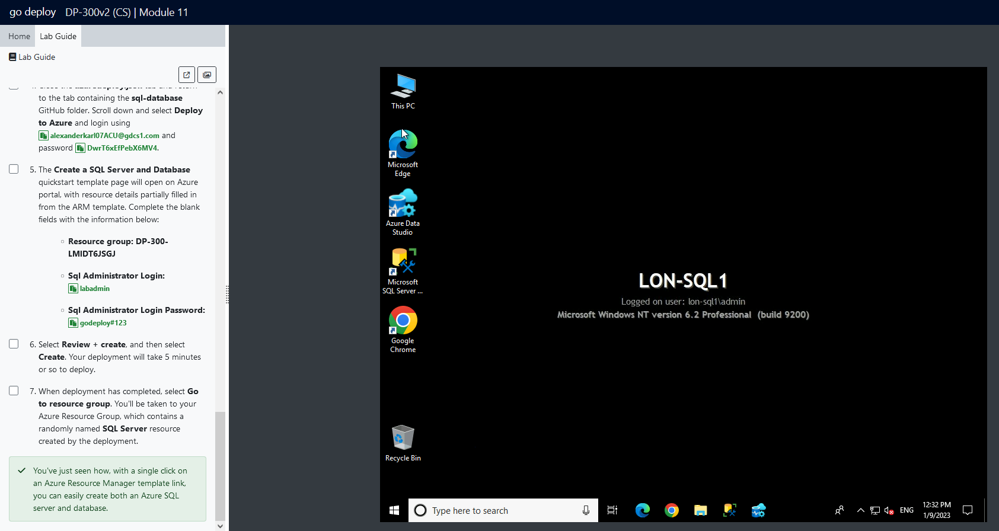 go deploy DP-300v2 (CS) | Module 11
Home Lab Guide
Lab Guide
to the tab containing the sql-database
GitHub folder. Scroll down and select Deploy
to Azure and login using
alexanderkarl07ACU@gdcs1.com and
password DwrT6xEfPebX6MV4.
5. The Create a SQL Server and Database
quickstart template page will open on Azure
portal, with resource details partially filled in
from the ARM template. Complete the blank
fields with the information below:
Resource group: DP-300-
LMIDT6JSGJ
Sql Administrator Login:
labadmin
Sql Administrator Login Password:
godeploy#123
6. Select Review + create, and then select
Create. Your deployment will take 5 minutes
or so to deploy.
7. When deployment has completed, select Go
to resource group. You'll be taken to your
Azure Resource Group, which contains a
randomly named SQL Server resource
created by the deployment.
You've just seen how, with a single click on
an Azure Resource Manager template link,
you can easily create both an Azure SQL
server and database.
This PC
Microsoft
Edge
Azure Data
Studio
Microsoft
SQL Server ...
Google
Chrome
Recycle Bin
LON-SQL1
Logged on user: lon-sql1\admin
Microsoft Windows NT version 6.2 Professional (build 9200)
Type here to search
ENG
12:32 PM
1/9/2023